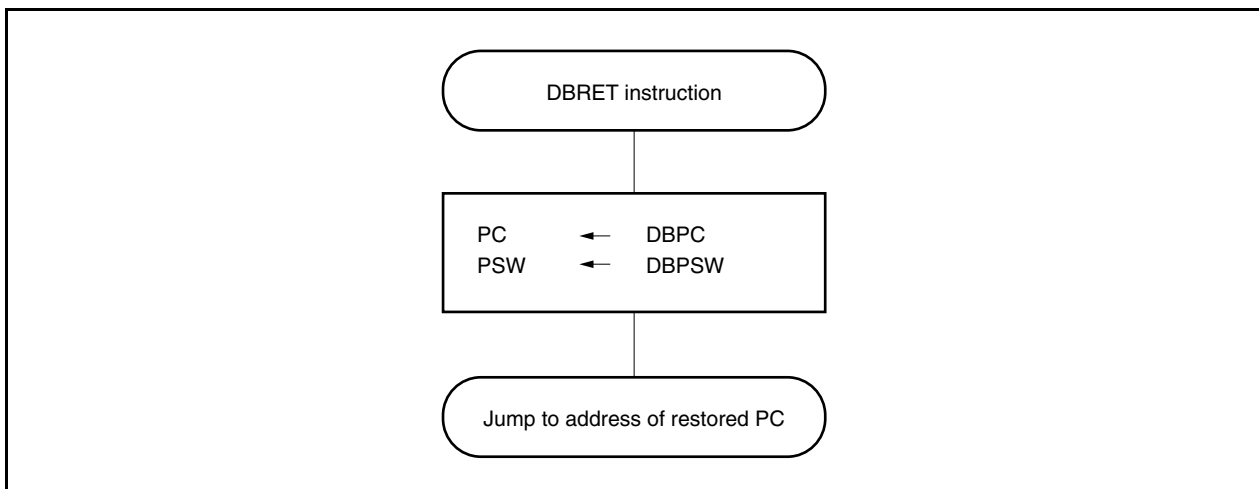 DBRET instruction
PC ← DBPC
PSW ← DBPSW
Jump to address of restored PC